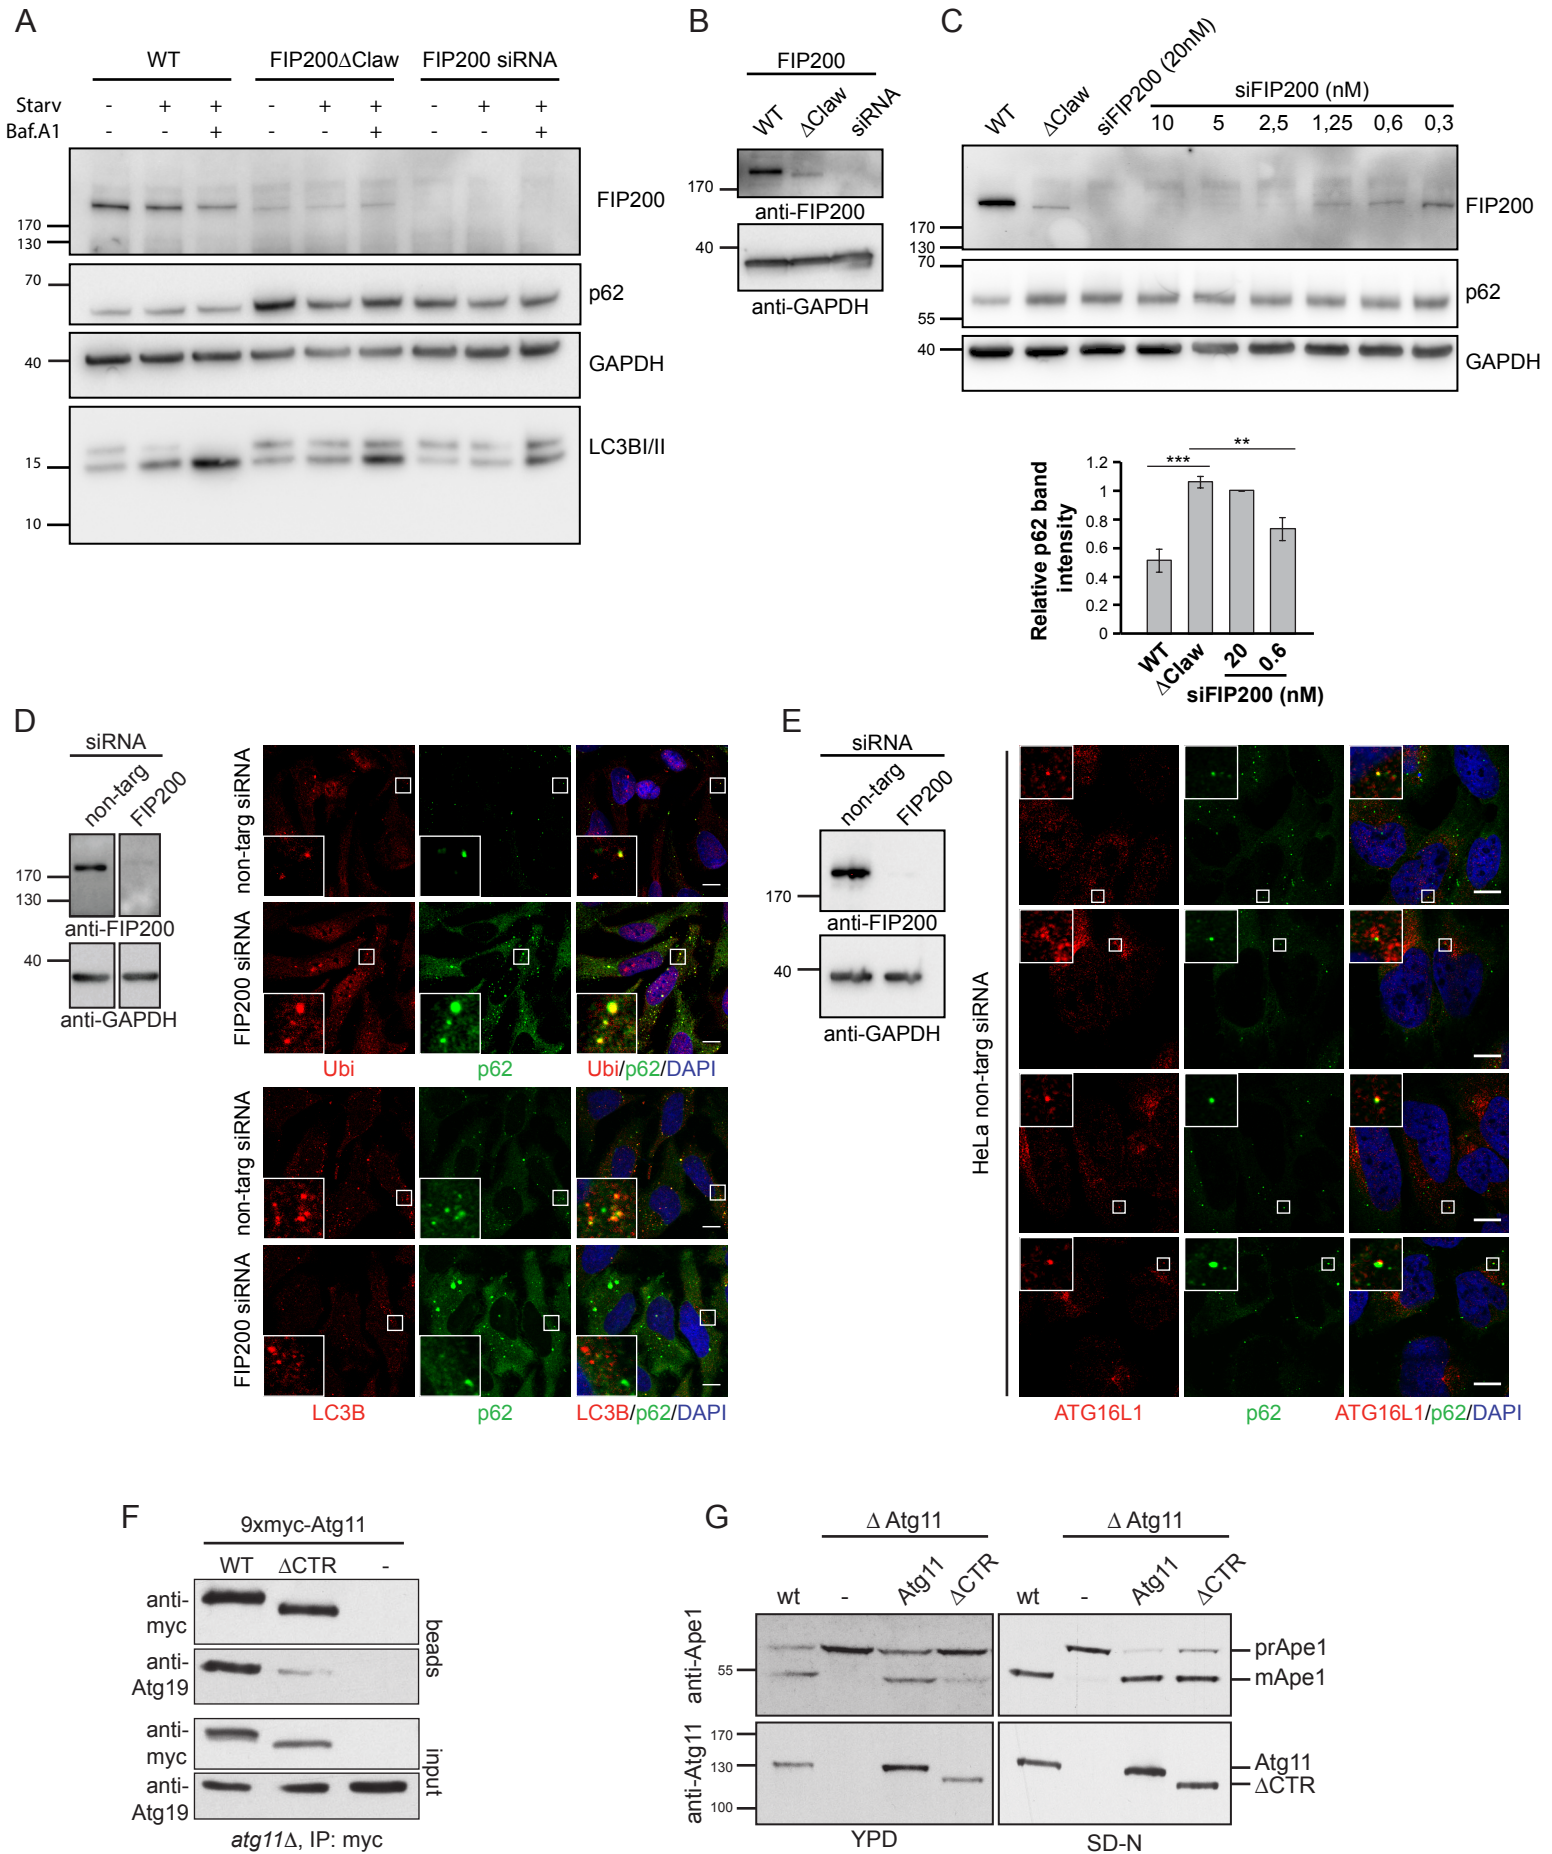 A
WT FIP200ΔClaw FIP200 siRNA
Starv - + + - + + - + +
Baf.A1 - - + - - + - - +
170
130
FIP200
70
p62
40
GAPDH
15
10
LC3BI/II
B
FIP200
WT ΔClaw siRNA
170
anti-FIP200
40
anti-GAPDH
C
WT ΔClaw siFIP200 (20nM)
siFIP200 (nM)
10 5 2,5 1,25 0,6 0,3
170
130
FIP200
70
55
p62
40
GAPDH
Relative p62 band
intensity
1.2
1
0.8
0.6
0.4
0.2
0
*** **
WT ΔClaw 20 0.6
siFIP200 (nM)
D
siRNA
non-targ FIP200
170
130
anti-FIP200
40
anti-GAPDH
non-targ siRNA
FIP200 siRNA
Ubi p62 Ubi/p62/DAPI
non-targ siRNA
FIP200 siRNA
LC3B p62 LC3B/p62/DAPI
E
siRNA
non-targ FIP200
170
anti-FIP200
40
anti-GAPDH
HeLa non-targ siRNA
ATG16L1 p62 ATG16L1/p62/DAPI
F
9xmyc-Atg11
WT ΔCTR -
anti-
myc
anti-
Atg19
beads
anti-
myc
anti-
Atg19
input
atg11Δ, IP: myc
G
Δ Atg11 Δ Atg11
wt - Atg11 ΔCTR wt - Atg11 ΔCTR
anti-Ape1
55
prApe1
mApe1
anti-Atg11
170
130
100
Atg11
ΔCTR
YPD SD-N